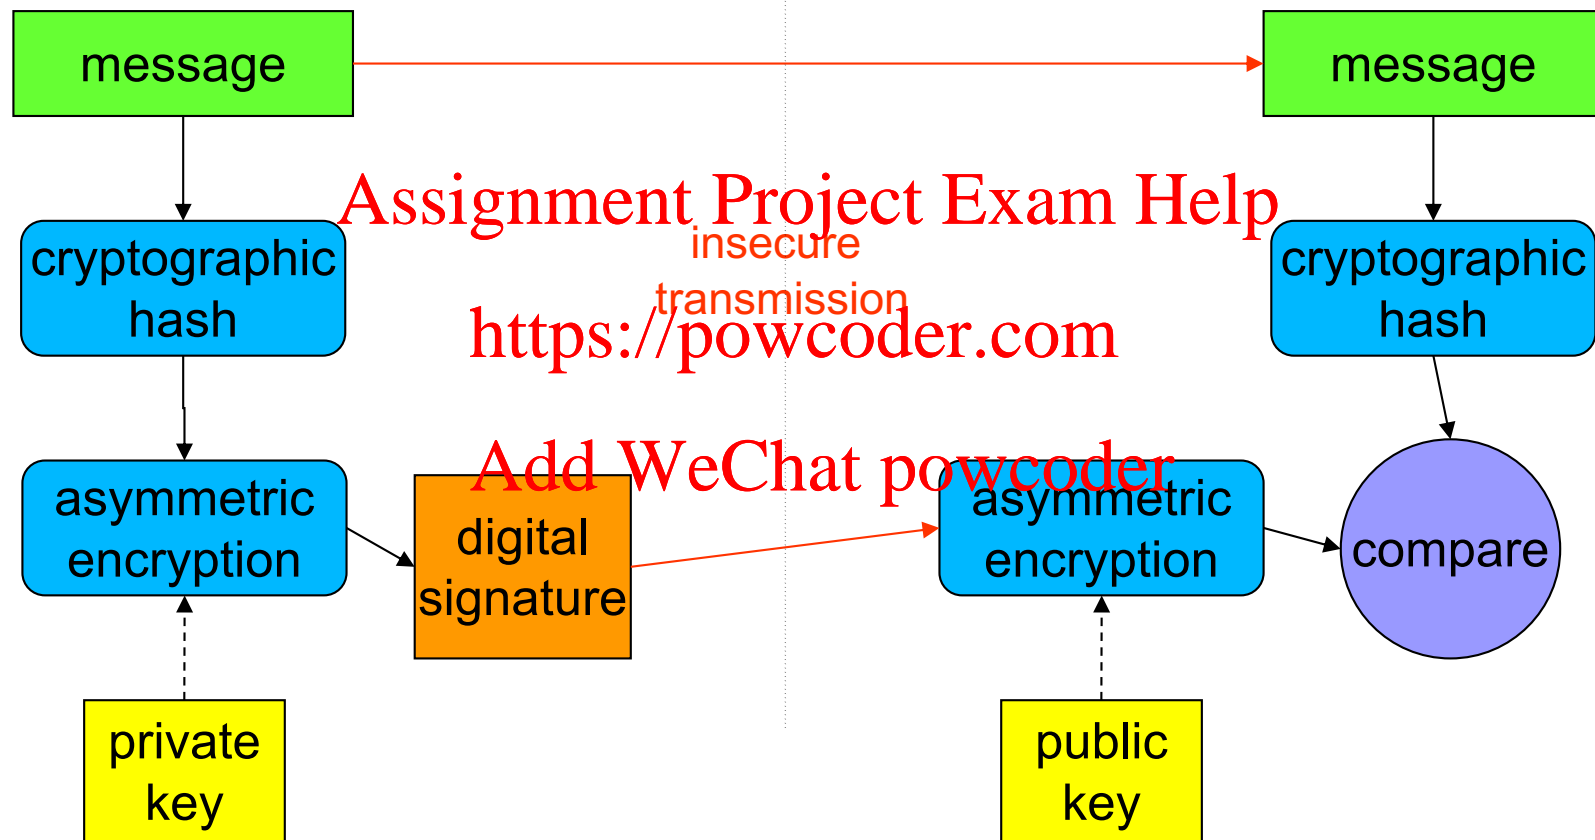 message
message
Assignment Project Exam Help
cryptographic
hash
insecure
transmission
cryptographic
hash
https://powcoder.com
Add WeChat powcoder
asymmetric
encryption
digital
signature
asymmetric
encryption
compare
private
key
public
key